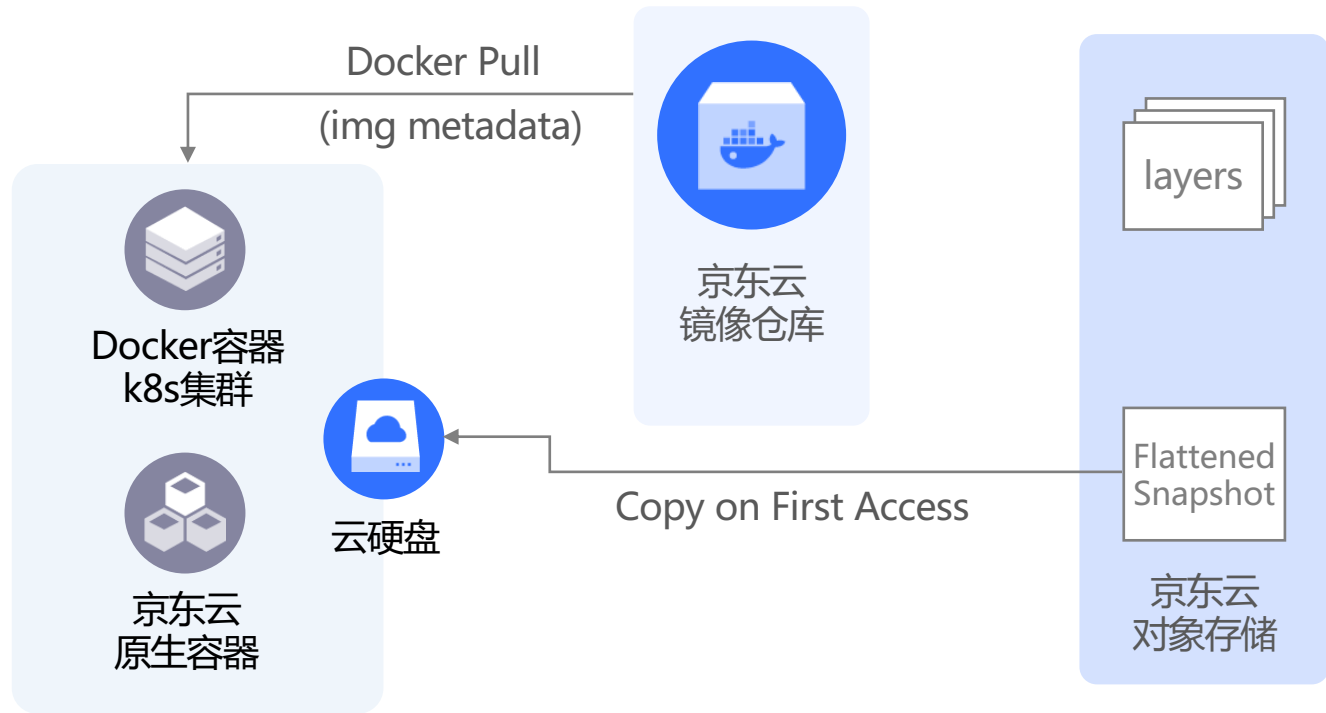 Docker Pull
(img metadata)
京东云
镜像仓库
layers
Docker容器
k8s集群
云硬盘
京东云
原生容器
Copy on First Access
Flattened
Snapshot
京东云
对象存储